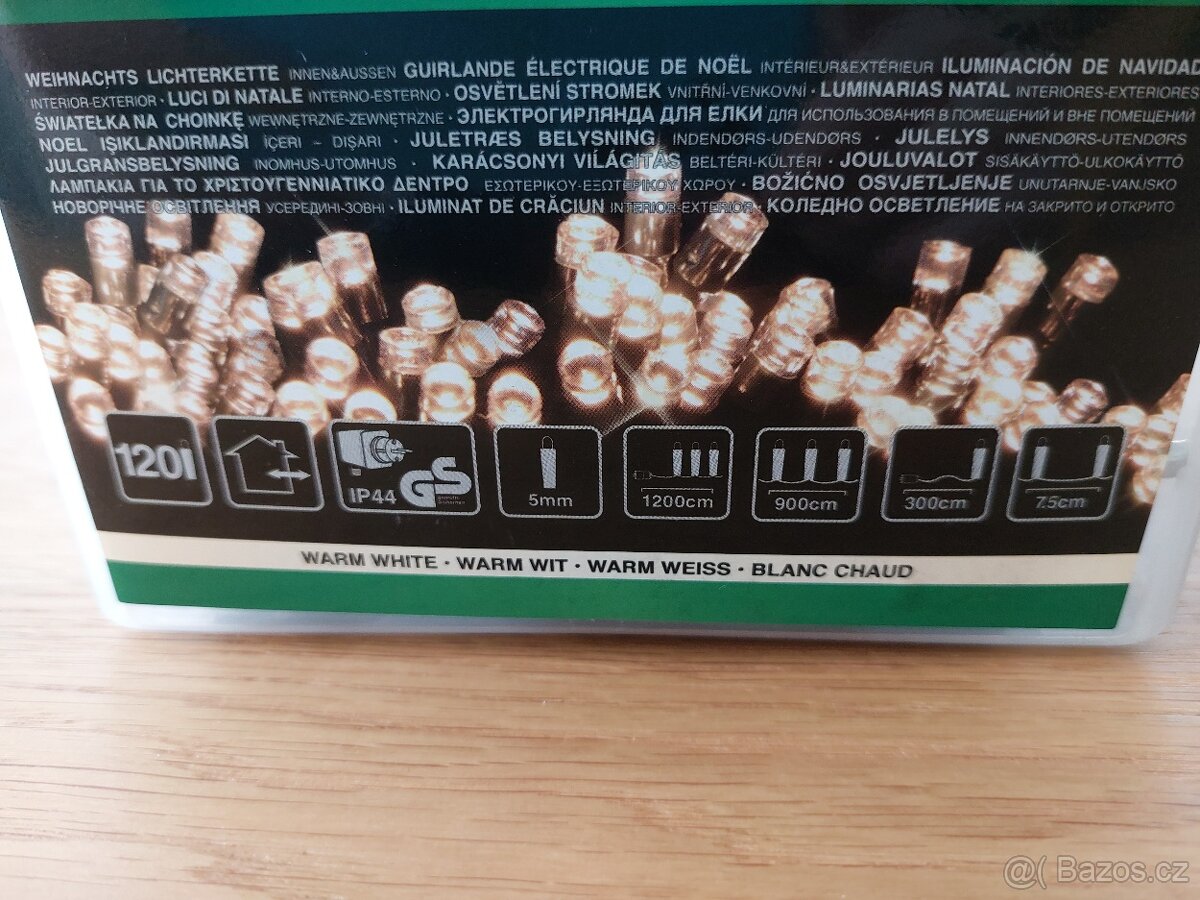 WEIHNACHTS LICHTERKETTE INNEN&AUSSEN GUIRLANDE ÉLECTRIQUE DE NOËL INTÉRIEUR&EXTÉRIEUR ILUMINACIÓN DE NAVIDAD
INTERIOR-EXTERIOR · LUCI DI NATALE INTERNO-ESTERNO · OSVĚTLENÍ STROMEK VNITŘNÍ-VENKOVNÍ · LUMINARIAS NATAL INTERIORES-EXTERIORES
ŚWIATEŁKA NA CHOINKĘ WEWNĘTRZNE-ZEWNĘTRZNE · ЭЛЕКТРОГИРЛЯНДА ДЛЯ ЕЛКИ ДЛЯ ИСПОЛЬЗОВАНИЯ В ПОМЕЩЕНИИ И ВНЕ ПОМЕЩЕНИЙ
NOEL IŞIKLANDIRMASI İÇERI - DIŞARI · JULETRÆS BELYSNING INDENDØRS-UDENDØRS · JULELYS INNENDØRS-UTENDØRS
JULGRANSBELYSNING INOMHUS-UTOMHUS · KARÁCSONYI VILÁGITÁS BELTÉRI-KÜLTÉRI · JOULUVALOT SISÄKÄYTTÖ-ULKOKÄYTTÖ
ΛΑΜΠΑΚΙΑ ΓΙΑ ΤΟ ΧΡΙΣΤΟΥΓΕΝΝΙΑΤΙΚΟ ΔΕΝΤΡΟ ΕΣΩΤΕΡΙΚΟΥ-ΕΞΩΤΕΡΙΚΟΥ ΧΩΡΟΥ · BOŽIĆNO OSVJETLJENJE UNUTARNJE-VANJSKO
НОВОРІЧНЕ ОСВІТЛЕННЯ УСЕРЕДИНІ-ЗОВНІ · ILUMINAT DE CRĂCIUN INTERIOR-EXTERIOR · КОЛЕДНО ОСВЕТЛЕНИЕ НА ЗАКРИТО И ОТКРИТО
120 IP44 GS 5mm 1200cm 900cm 300cm 7.5cm
WARM WHITE · WARM WIT · WARM WEISS · BLANC CHAUD
@( Bazos.cz